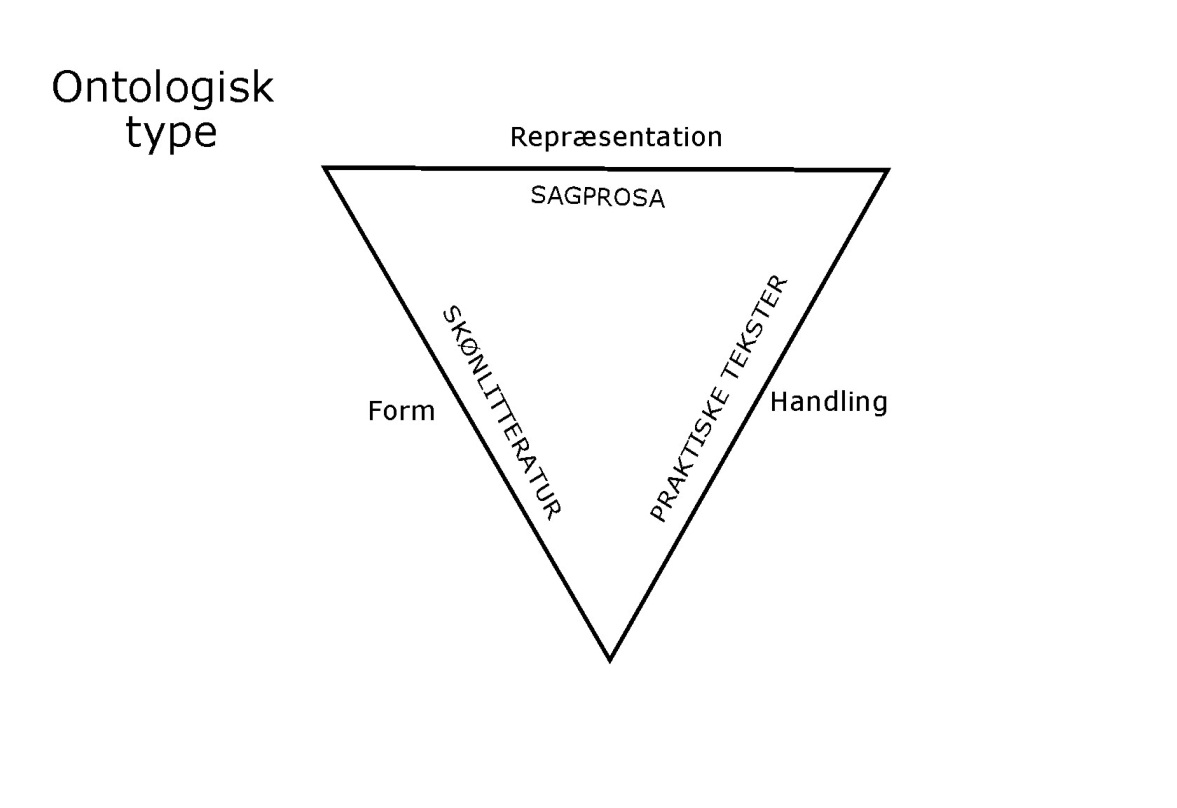 Ontologisk
type
Repræsentation
SAGPROSA
SKØNLITTERATUR
PRAKTISKE TEKSTER
Form
Handling